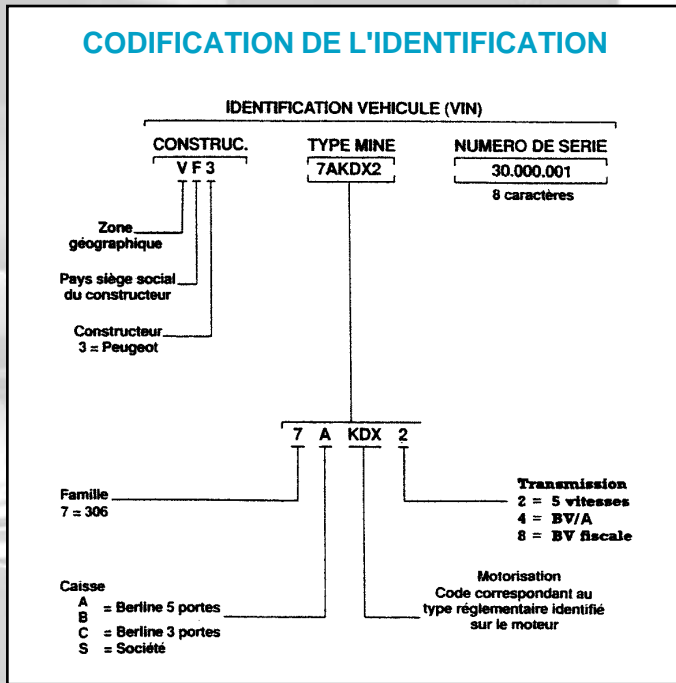 CODIFICATION DE L'IDENTIFICATION
IDENTIFICATION VEHICULE (VIN)
CONSTRUC. TYPE MINE NUMERO DE SERIE
V F 3 7AKDX2 30.000.001
8 caractères
Zone
géographique
Pays siège social
du constructeur
Constructeur
3 = Peugeot
7 A KDX 2
Famille
7 = 306
Transmission
2 = 5 vitesses
4 = BV/A
8 = BV fiscale
Caisse
A
B = Berline 5 portes
C = Berline 3 portes
S = Société
Motorisation
Code correspondant au
type réglementaire identifié
sur le moteur